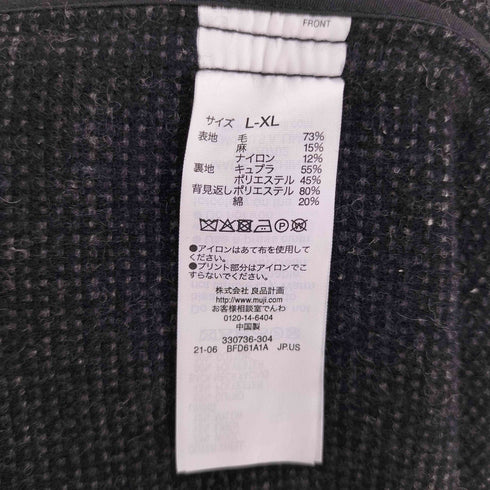 FRONT
サイズ L-XL
表地 毛 73%
麻 15%
ナイロン 12%
裏地 キュプラ 55%
ポリエステル 45%
背見返し ポリエステル 80%
綿 20%
●アイロンはあて布を使用して
ください。
●プリント部分はアイロンでこ
すらないでください。
株式会社 良品計画
http://www.muji.com
お客様相談室でんわ
0120-14-6404
中国製
330736-304
21-06 BFD61A1A JP.US